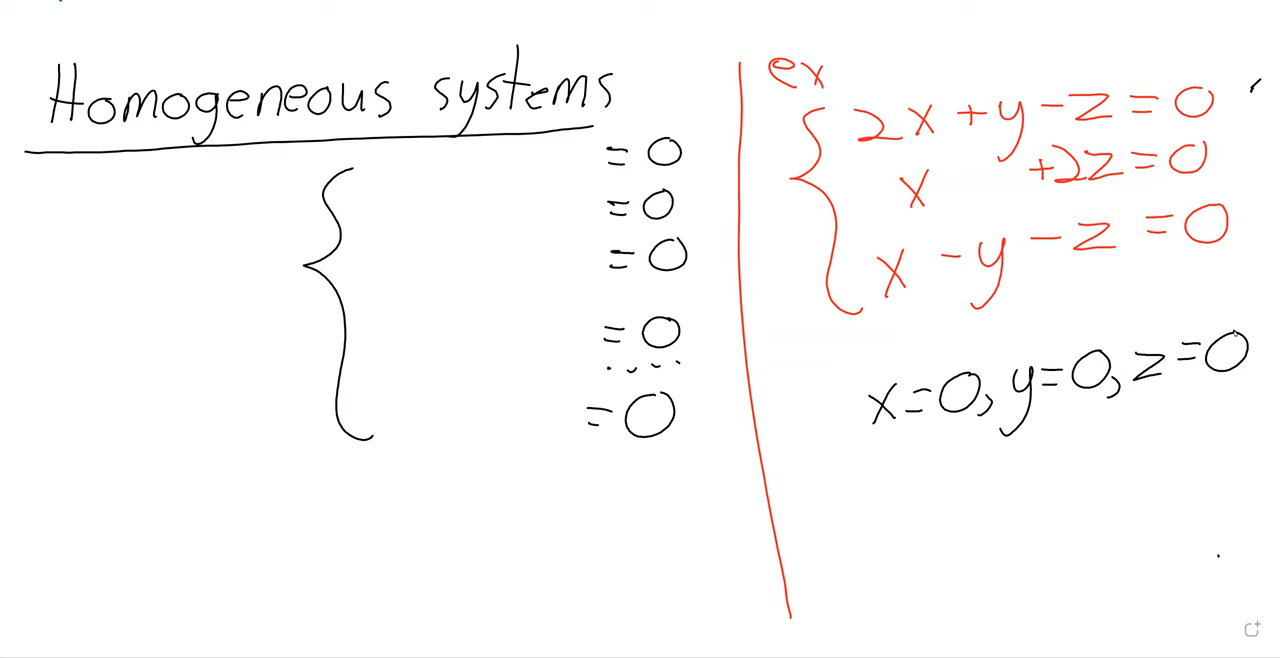 Homogeneous systems
= 0
= 0
= 0
= 0
....
= 0
ex
2x + y - z = 0
x +2z = 0
x - y - z = 0
x = 0, y = 0, z = 0